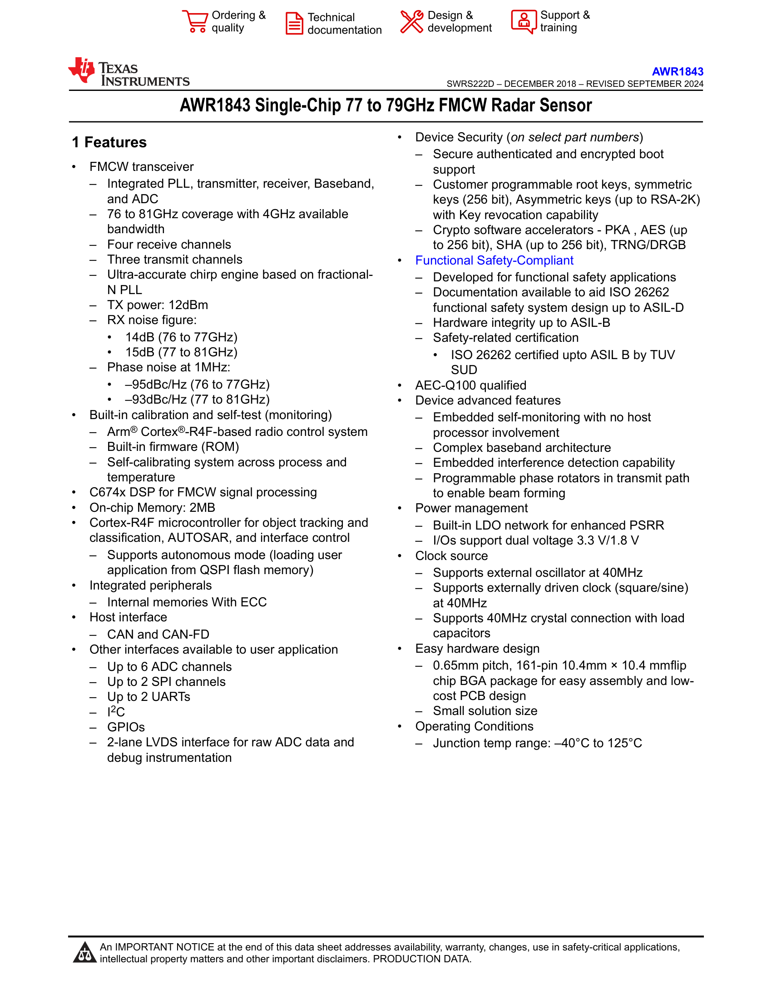 Ordering &
quality
Technical
documentation
Design &
development
Support &
training
TEXAS
INSTRUMENTS
AWR1843
SWRS222D – DECEMBER 2018 – REVISED SEPTEMBER 2024
AWR1843 Single-Chip 77 to 79GHz FMCW Radar Sensor
1 Features
• FMCW transceiver
– Integrated PLL, transmitter, receiver, Baseband,
and ADC
– 76 to 81GHz coverage with 4GHz available
bandwidth
– Four receive channels
– Three transmit channels
– Ultra-accurate chirp engine based on fractional-
N PLL
– TX power: 12dBm
– RX noise figure:
• 14dB (76 to 77GHz)
• 15dB (77 to 81GHz)
– Phase noise at 1MHz:
• –95dBc/Hz (76 to 77GHz)
• –93dBc/Hz (77 to 81GHz)
• Built-in calibration and self-test (monitoring)
– Arm® Cortex®-R4F-based radio control system
– Built-in firmware (ROM)
– Self-calibrating system across process and
temperature
• C674x DSP for FMCW signal processing
• On-chip Memory: 2MB
• Cortex-R4F microcontroller for object tracking and
classification, AUTOSAR, and interface control
– Supports autonomous mode (loading user
application from QSPI flash memory)
• Integrated peripherals
– Internal memories With ECC
• Host interface
– CAN and CAN-FD
• Other interfaces available to user application
– Up to 6 ADC channels
– Up to 2 SPI channels
– Up to 2 UARTs
– I²C
– GPIOs
– 2-lane LVDS interface for raw ADC data and
debug instrumentation
• Device Security (on select part numbers)
– Secure authenticated and encrypted boot
support
– Customer programmable root keys, symmetric
keys (256 bit), Asymmetric keys (up to RSA-2K)
with Key revocation capability
– Crypto software accelerators - PKA , AES (up
to 256 bit), SHA (up to 256 bit), TRNG/DRGB
• Functional Safety-Compliant
– Developed for functional safety applications
– Documentation available to aid ISO 26262
functional safety system design up to ASIL-D
– Hardware integrity up to ASIL-B
– Safety-related certification
• ISO 26262 certified upto ASIL B by TUV
SUD
• AEC-Q100 qualified
• Device advanced features
– Embedded self-monitoring with no host
processor involvement
– Complex baseband architecture
– Embedded interference detection capability
– Programmable phase rotators in transmit path
to enable beam forming
• Power management
– Built-in LDO network for enhanced PSRR
– I/Os support dual voltage 3.3 V/1.8 V
• Clock source
– Supports external oscillator at 40MHz
– Supports externally driven clock (square/sine)
at 40MHz
– Supports 40MHz crystal connection with load
capacitors
• Easy hardware design
– 0.65mm pitch, 161-pin 10.4mm × 10.4 mmflip
chip BGA package for easy assembly and low-
cost PCB design
– Small solution size
• Operating Conditions
– Junction temp range: –40°C to 125°C
An IMPORTANT NOTICE at the end of this data sheet addresses availability, warranty, changes, use in safety-critical applications,
intellectual property matters and other important disclaimers. PRODUCTION DATA.